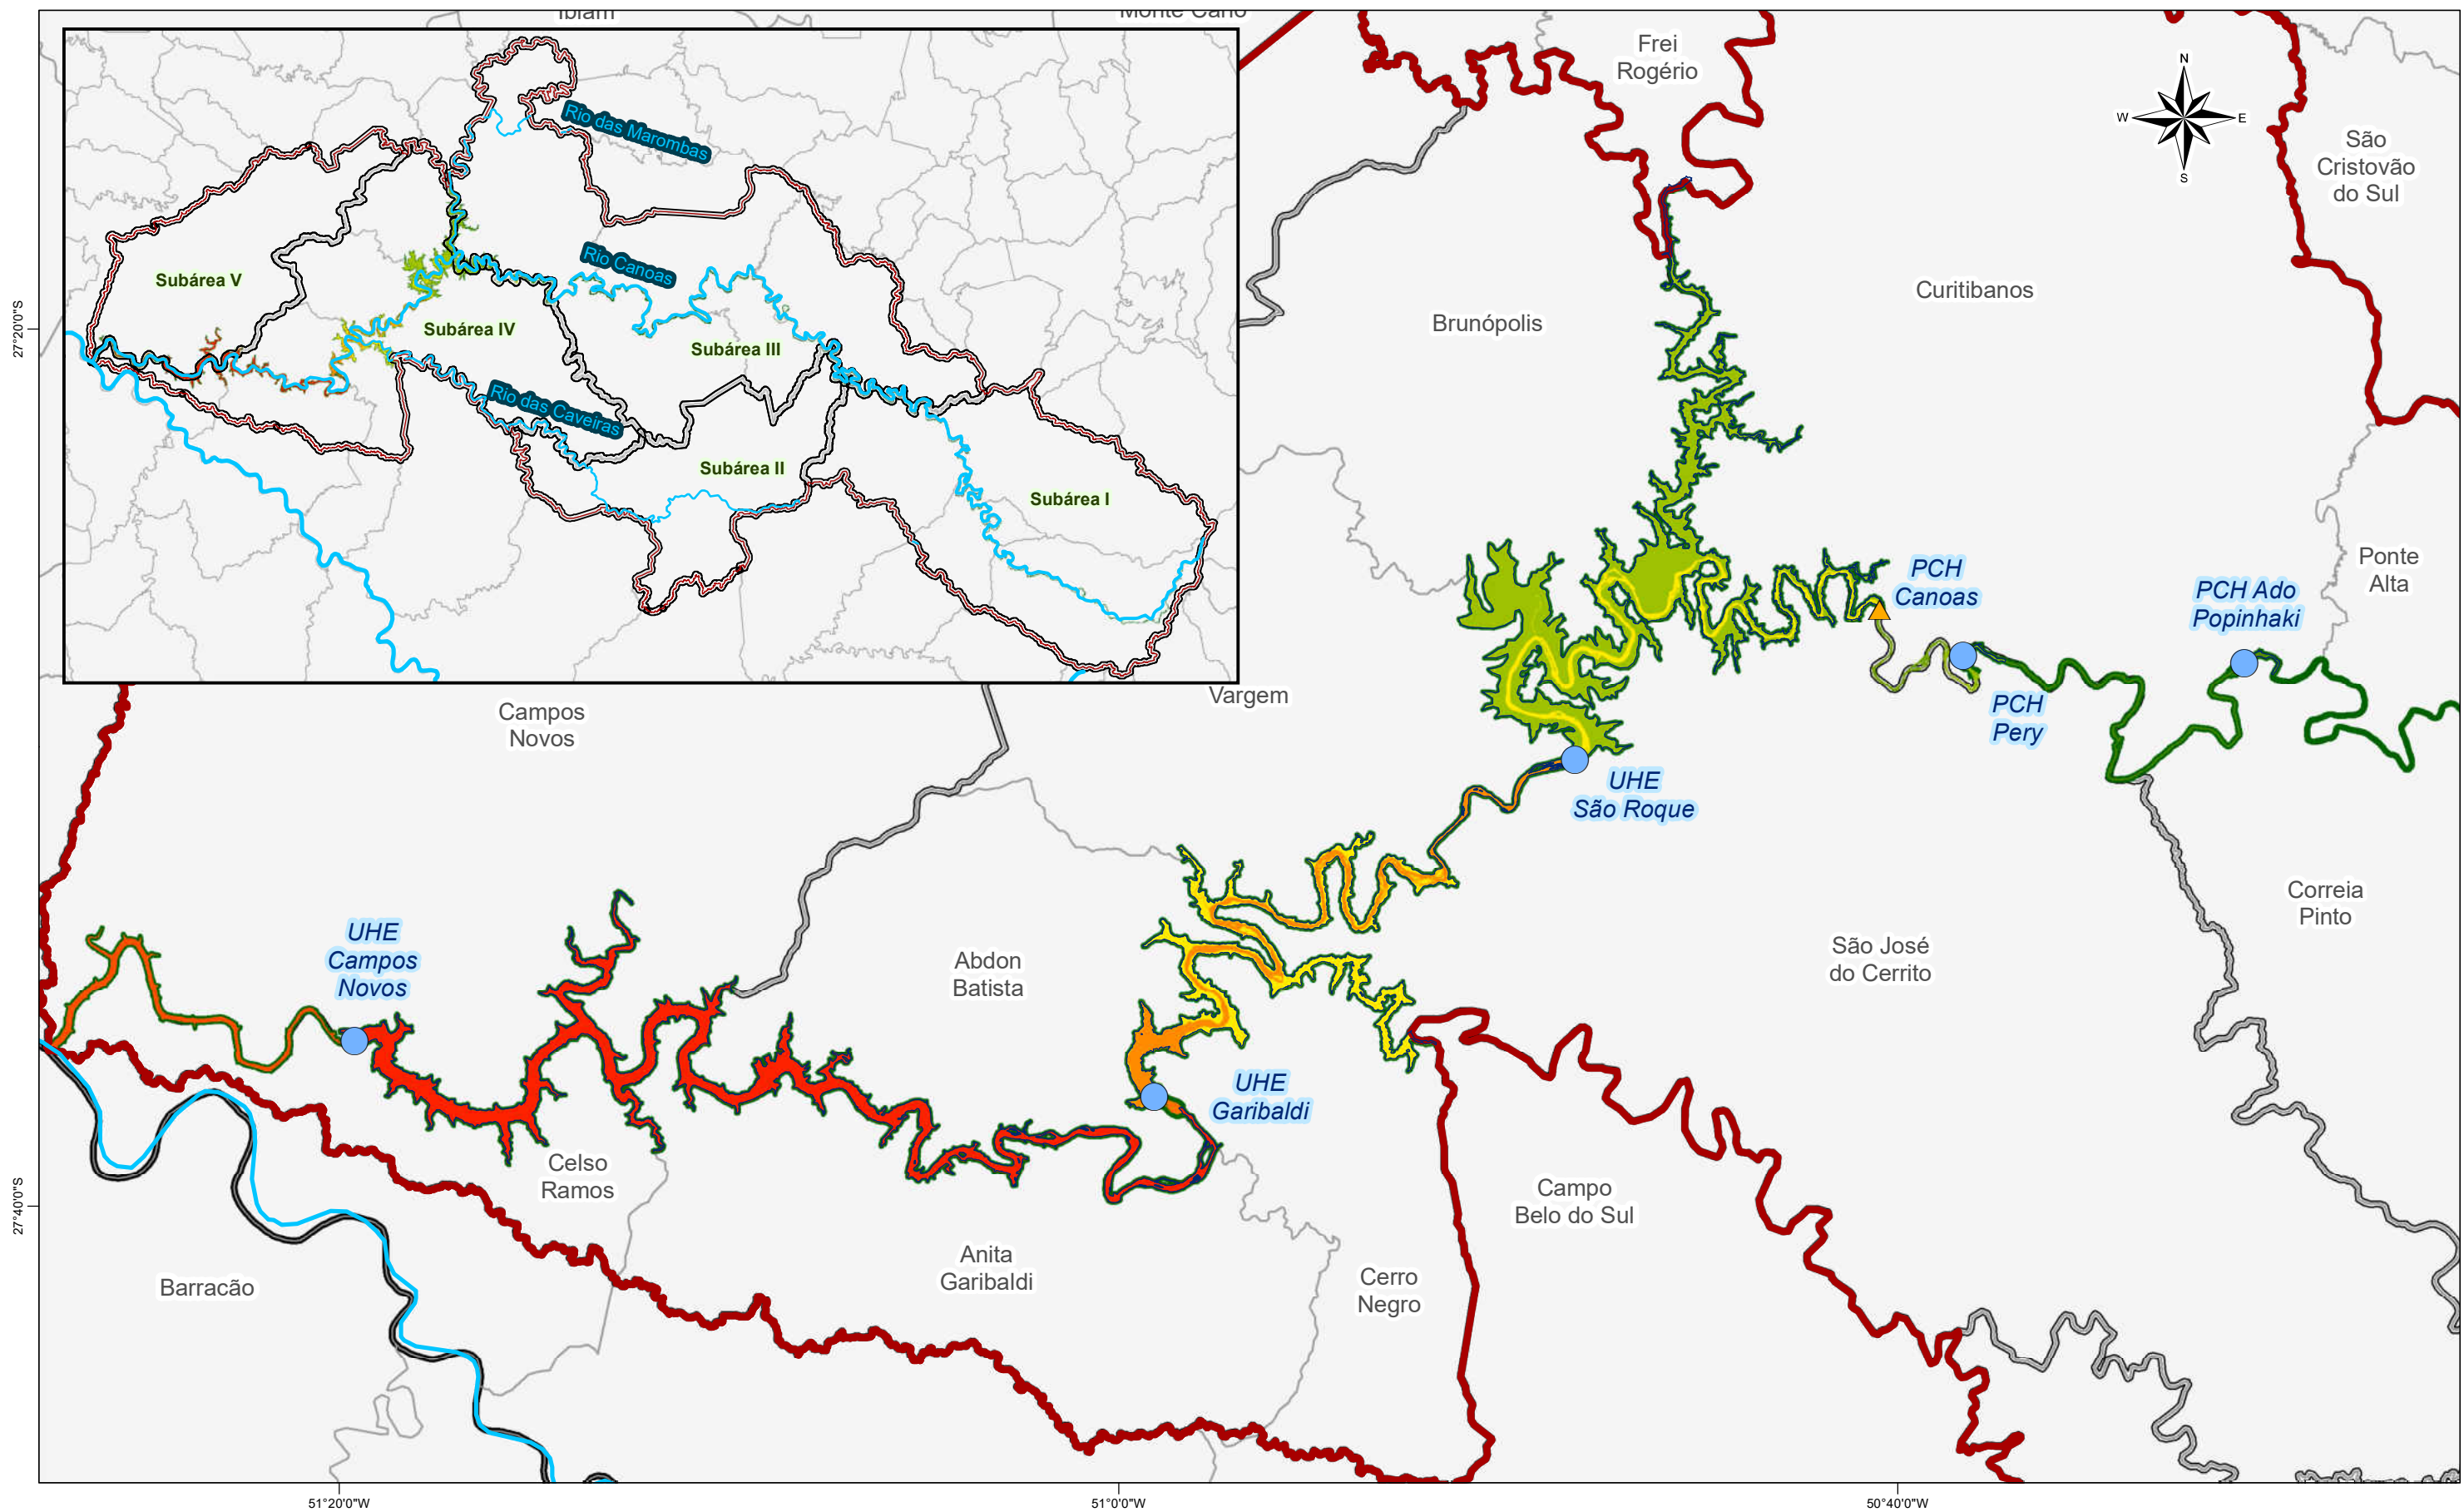 Ibiam
Monte Carlo
Frei
Rogério
São
Cristovão
do Sul
N
W
E
S
Rio das Marombas
Rio Canoas
Rio das Caveiras
Subárea V
Subárea IV
Subárea III
Subárea II
Subárea I
Brunópolis
Curitibanos
Ponte
Alta
PCH
Canoas
PCH Ado
Popinhaki
PCH
Pery
Vargem
Campos
Novos
UHE
São Roque
Correia
Pinto
São José
do Cerrito
UHE
Campos
Novos
Abdon
Batista
UHE
Garibaldi
Celso
Ramos
Campo
Belo do Sul
Anita
Garibaldi
Cerro
Negro
Barracão
27°20'0"S
27°40'0"S
51°20'0"W
51°0'0"W
50°40'0"W